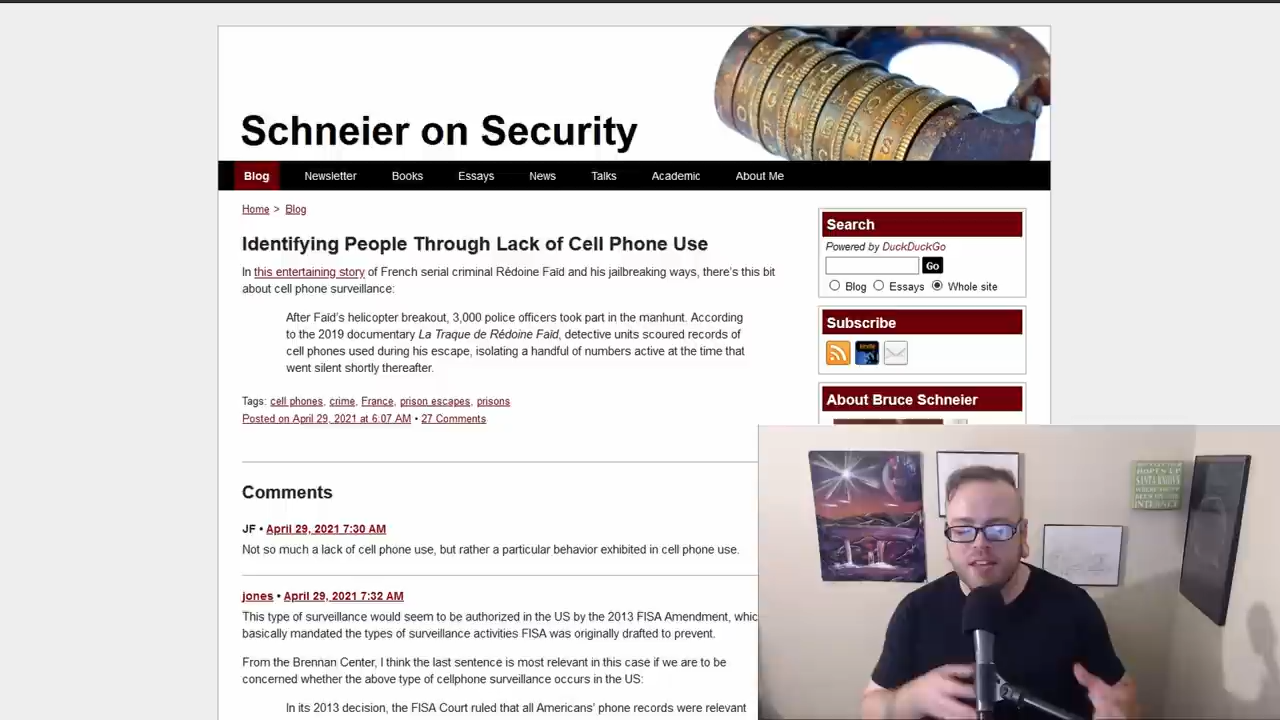 Schneier on Security
Blog Newsletter Books Essays News Talks Academic About Me
Home > Blog
Identifying People Through Lack of Cell Phone Use
In this entertaining story of French serial criminal Rédoine Faïd and his jailbreaking ways, there's this bit
about cell phone surveillance:
After Faïd's helicopter breakout, 3,000 police officers took part in the manhunt. According
to the 2019 documentary La Traque de Rédoine Faïd, detective units scoured records of
cell phones used during his escape, isolating a handful of numbers active at the time that
went silent shortly thereafter.
Tags: cell phones, crime, France, prison escapes, prisons
Posted on April 29, 2021 at 6:07 AM • 27 Comments
Comments
JF • April 29, 2021 7:30 AM
Not so much a lack of cell phone use, but rather a particular behavior exhibited in cell phone use.
jones • April 29, 2021 7:32 AM
This type of surveillance would seem to be authorized in the US by the 2013 FISA Amendment, whic
basically mandated the types of surveillance activities FISA was originally drafted to prevent.
From the Brennan Center, I think the last sentence is most relevant in this case if we are to be
concerned whether the above type of cellphone surveillance occurs in the US:
In its 2013 decision, the FISA Court ruled that all Americans' phone records were relevant
Search
Powered by DuckDuckGo
Go
Blog Essays Whole site
Subscribe
About Bruce Schneier
SANTA KNOWS
INTERNET